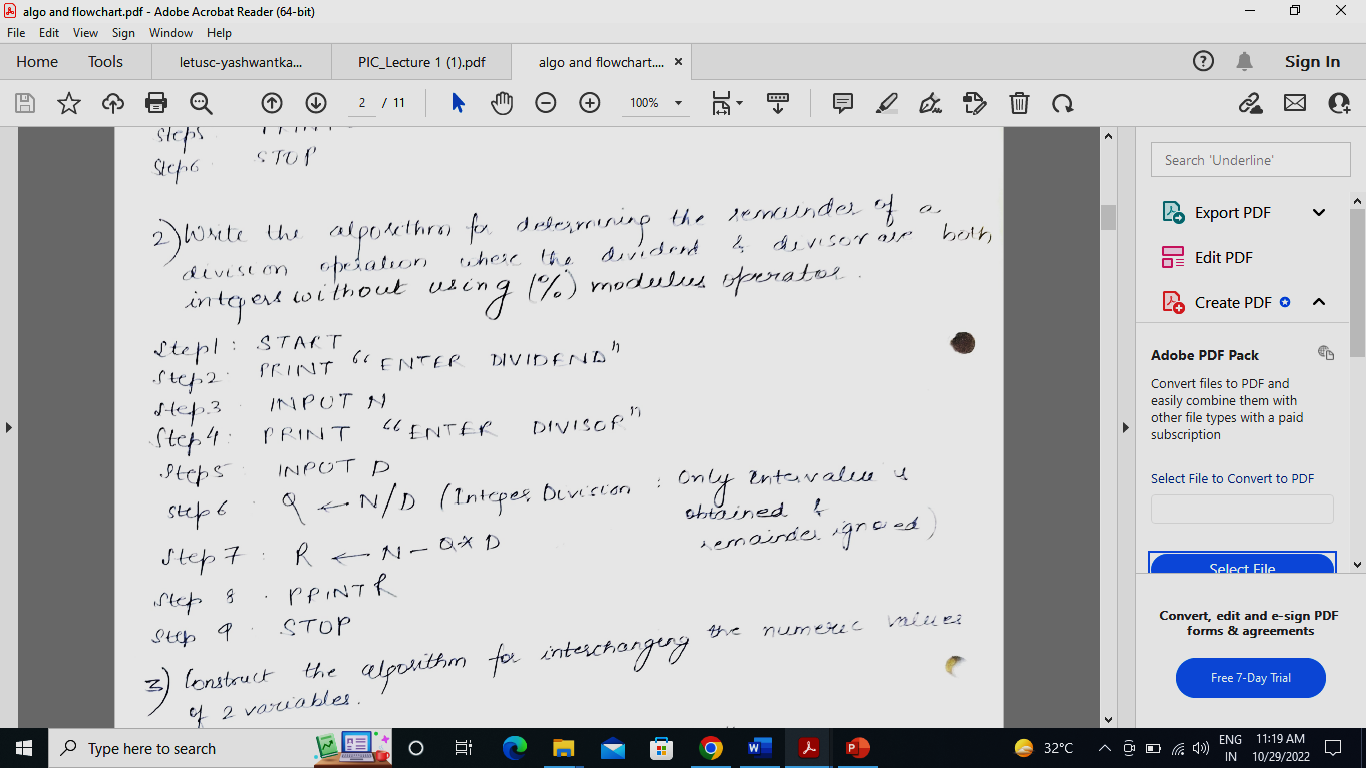 algo and flowchart.pdf - Adobe Acrobat Reader (64-bit)
File Edit View Sign Window Help
Home Tools letusc-yashwantka... PIC_Lecture 1 (1).pdf algo and flowchart.... × Sign In
2 / 11 100%
Step5 PRINT
Step6 STOP
2) Write the algorithm for determining the remainder of a
division operation where the dividend & divisor are both
integers without using (%) modulus operator.
Step1: START
Step2: PRINT "ENTER DIVIDEND"
Step3 INPUT N
Step4: PRINT "ENTER DIVISOR"
Step5 INPUT D
Step6 Q ← N/D (Integer Division : Only value is
obtained &
remainder ignored)
Step 7 : R ← N - Q X D
Step 8 . PRINT R
Step 9 . STOP
3) Construct the algorithm for interchanging the numeric values
of 2 variables.
Search 'Underline'
Export PDF
Edit PDF
Create PDF
Adobe PDF Pack
Convert files to PDF and
easily combine them with
other file types with a paid
subscription
Select File to Convert to PDF
Select File
Convert, edit and e-sign PDF
forms & agreements
Free 7-Day Trial
Type here to search
32°C
ENG
IN
11:19 AM
10/29/2022